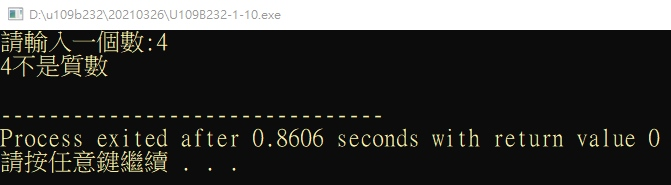 D:\u109b232\20210326\U109B232-1-10.exe
請輸入一個數:4
4不是質數
--------------------------------
Process exited after 0.8606 seconds with return value 0
請按任意鍵繼續 . . .